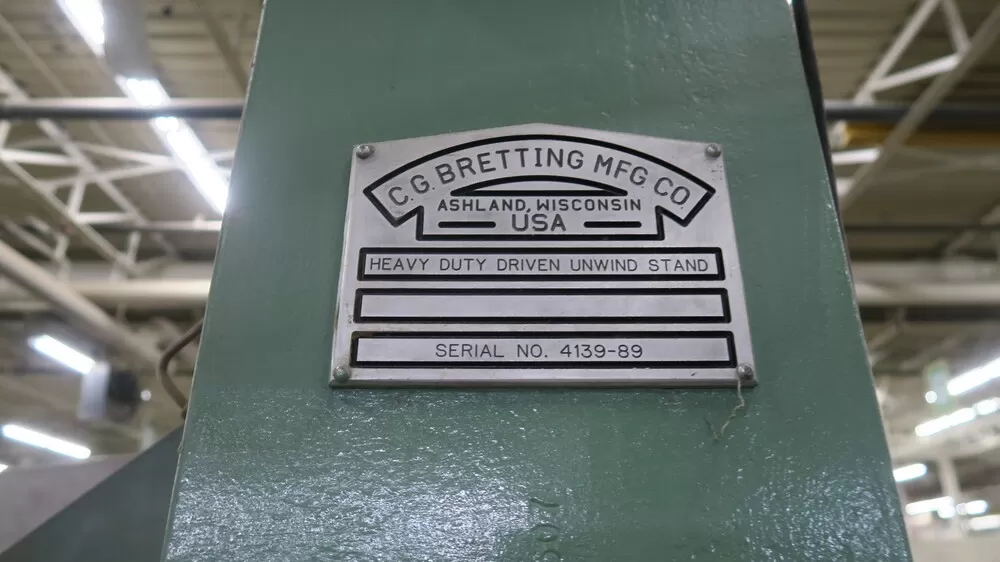 C.G. BRETTING MFG. CO.
ASHLAND, WISCONSIN
USA
HEAVY DUTY DRIVEN UNWIND STAND
SERIAL NO. 4139-89